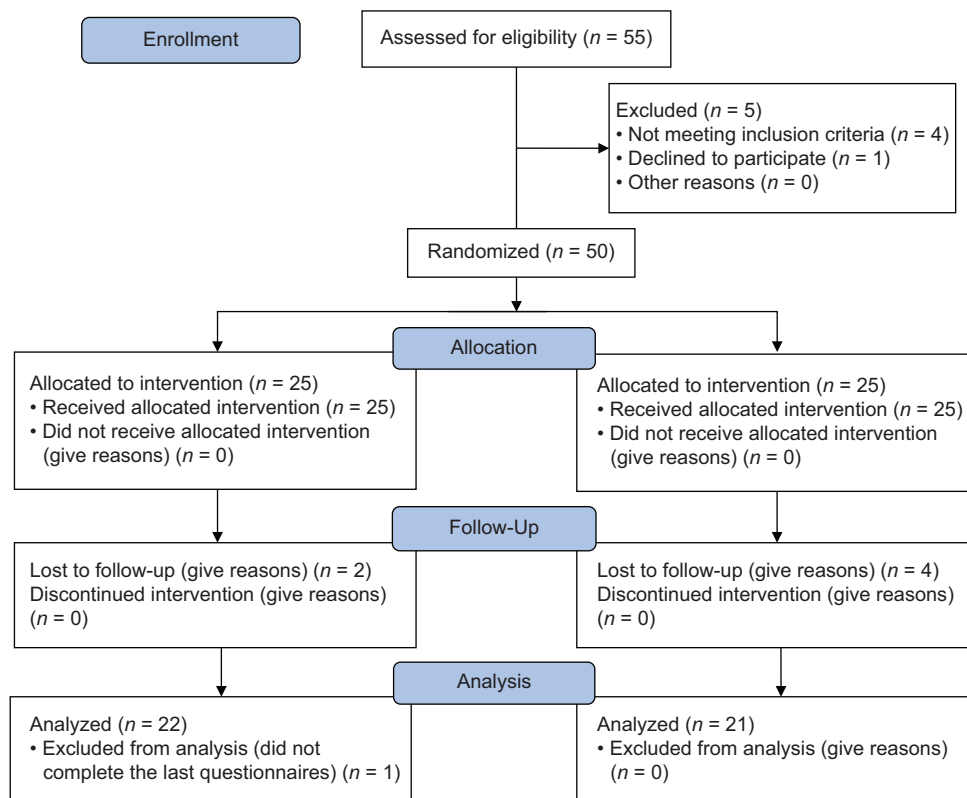 Enrollment
Assessed for eligibility (n = 55)
Excluded (n = 5)
• Not meeting inclusion criteria (n = 4)
• Declined to participate (n = 1)
• Other reasons (n = 0)
Randomized (n = 50)
Allocation
Allocated to intervention (n = 25)
• Received allocated intervention (n = 25)
• Did not receive allocated intervention
(give reasons) (n = 0)
Allocated to intervention (n = 25)
• Received allocated intervention (n = 25)
• Did not receive allocated intervention
(give reasons) (n = 0)
Follow-Up
Lost to follow-up (give reasons) (n = 2)
Discontinued intervention (give reasons)
(n = 0)
Lost to follow-up (give reasons) (n = 4)
Discontinued intervention (give reasons)
(n = 0)
Analysis
Analyzed (n = 22)
• Excluded from analysis (did not
complete the last questionnaires) (n = 1)
Analyzed (n = 21)
• Excluded from analysis (give reasons)
(n = 0)